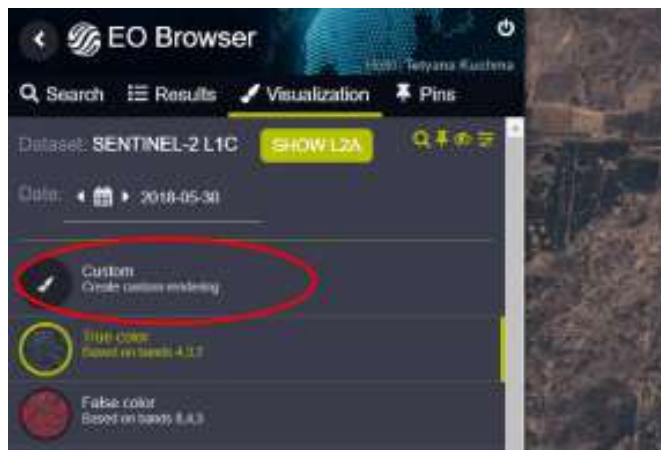 EO Browser
Hello, Tetyana Kuchma
Search Results Visualization Pins
Dataset: SENTINEL-2 L1C SHOW L2A
Date: 2018-05-30
Custom
Create custom rendering
True color
Based on bands 4,3,2
False color
Based on bands 8,4,3